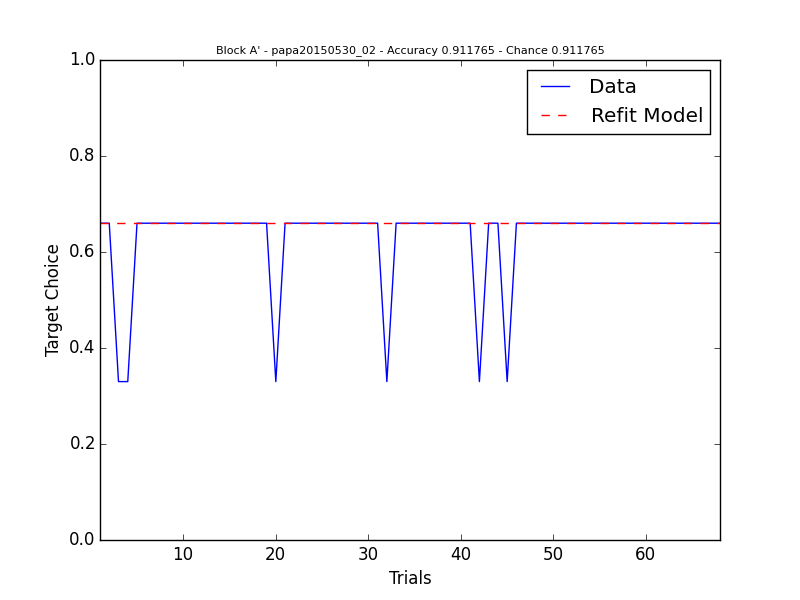 Block A' - papa20150530_02 - Accuracy 0.911765 - Chance 0.911765
1.0
0.8
0.6
0.4
0.2
0.0
Target Choice
Data
Refit Model
10 20 30 40 50 60
Trials